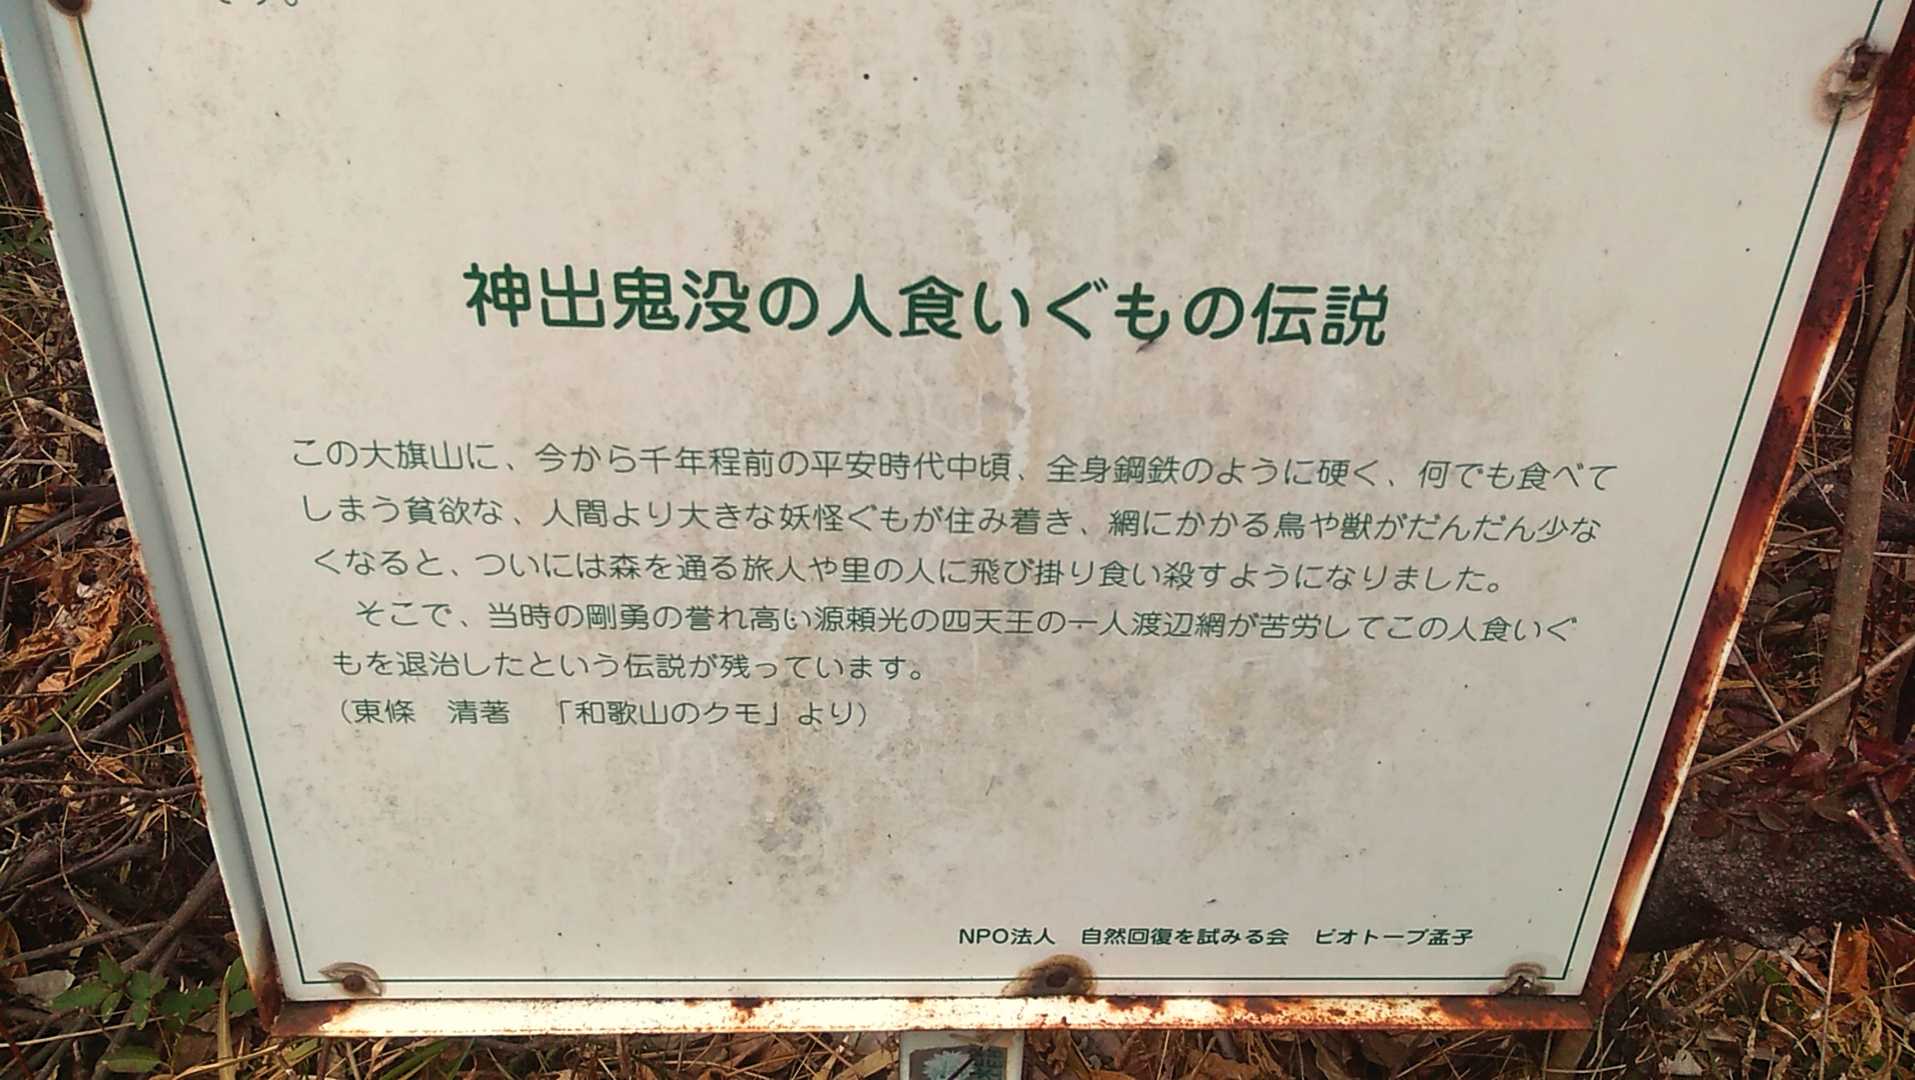 です。
神出鬼没の人食いぐもの伝説
この大旗山に、今から千年程前の平安時代中頃、全身鋼鉄のように硬く、何でも食べて
しまう貧欲な、人間より大きな妖怪ぐもが住み着き、網にかかる鳥や獣がだんだん少な
くなると、ついには森を通る旅人や里の人に飛び掛り食い殺すようになりました。
そこで、当時の剛勇の誉れ高い源頼光の四天王の一人渡辺網が苦労してこの人食いぐ
もを退治したという伝説が残っています。
(東條 清著 「和歌山のクモ」より)
NPO法人 自然回復を試みる会 ビオトープ孟子